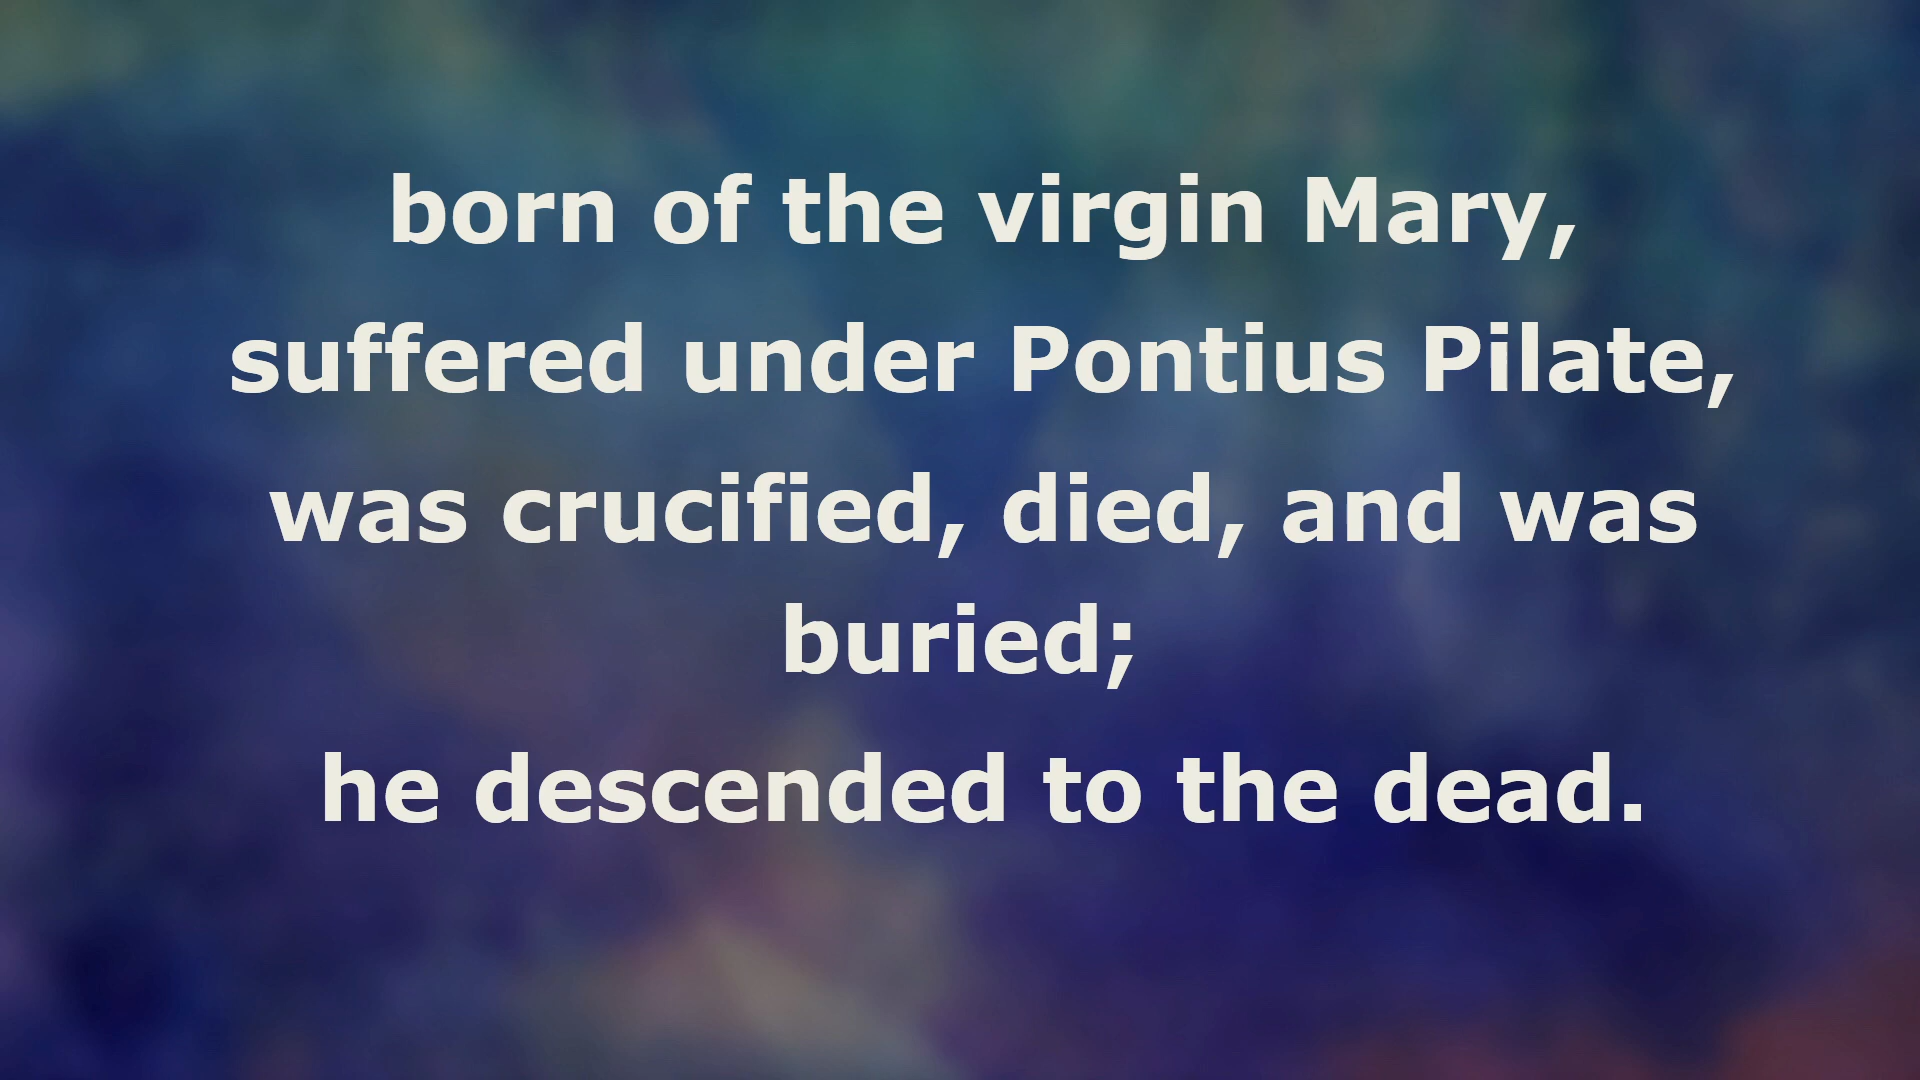 born of the virgin Mary,
suffered under Pontius Pilate,
was crucified, died, and was
buried;
he descended to the dead.